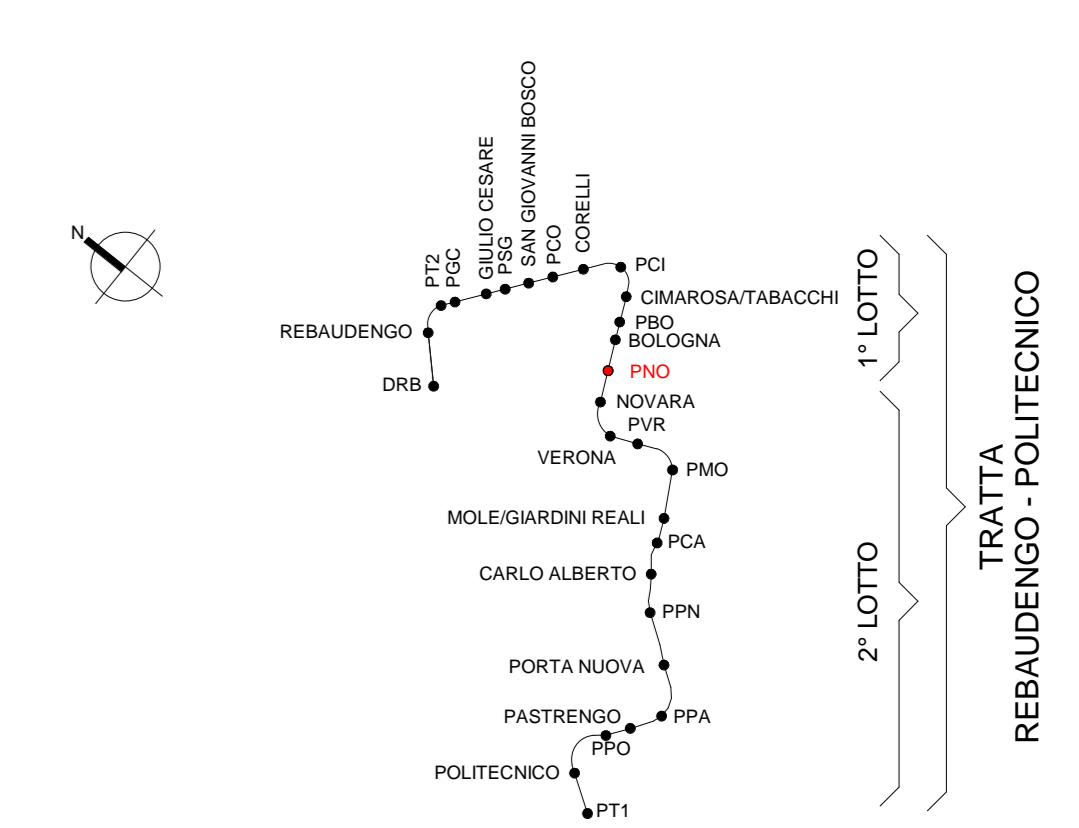 N
SAN GIOVANNI BOSCO
GIULIO CESARE
CORELLI
PT2
PGC
PSG
PCO
PCI
CIMAROSA/TABACCHI
REBAUDENGO
PBO
BOLOGNA
DRB
PNO
NOVARA
PVR
VERONA
PMO
MOLE/GIARDINI REALI
PCA
CARLO ALBERTO
PPN
PORTA NUOVA
PASTRENGO
PPA
PPO
POLITECNICO
PT1
1° LOTTO
2° LOTTO
TRATTA
REBAUDENGO - POLITECNICO